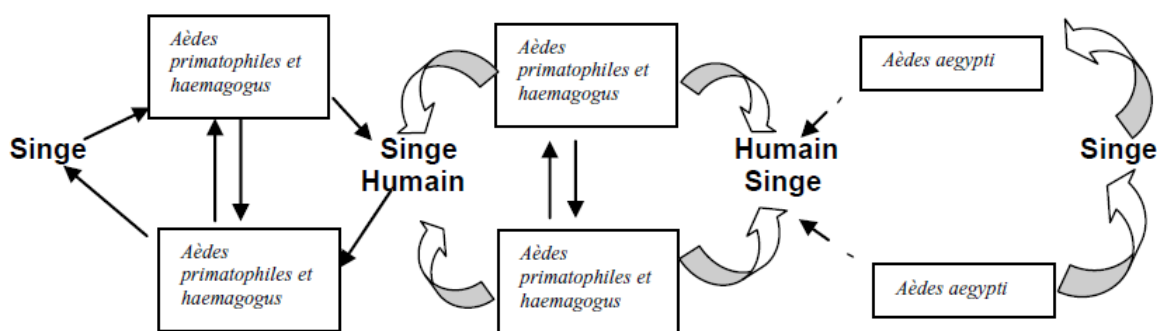 Aèdes
primatophiles et
haemagogus
Aèdes
primatophiles et
haemagogus
Aèdes aegypti
Singe
Singe
Humain
Humain
Singe
Singe
Aèdes
primatophiles et
haemagogus
Aèdes
primatophiles et
haemagogus
Aèdes aegypti